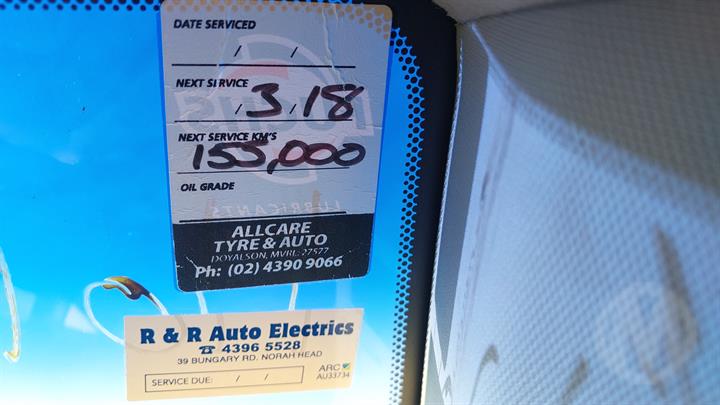 DATE SERVICED
/ /
NEXT SERVICE
/ 3 / 18
NEXT SERVICE KM'S
155,000
OIL GRADE
LUBRICANTS
ALLCARE
TYRE & AUTO
DOYALSON, MVRL: 27577
Ph: (02) 4390 9066
R & R Auto Electrics
☎ 4396 5528
39 BUNGARY RD. NORAH HEAD
ARC
SERVICE DUE: / /
AU33734